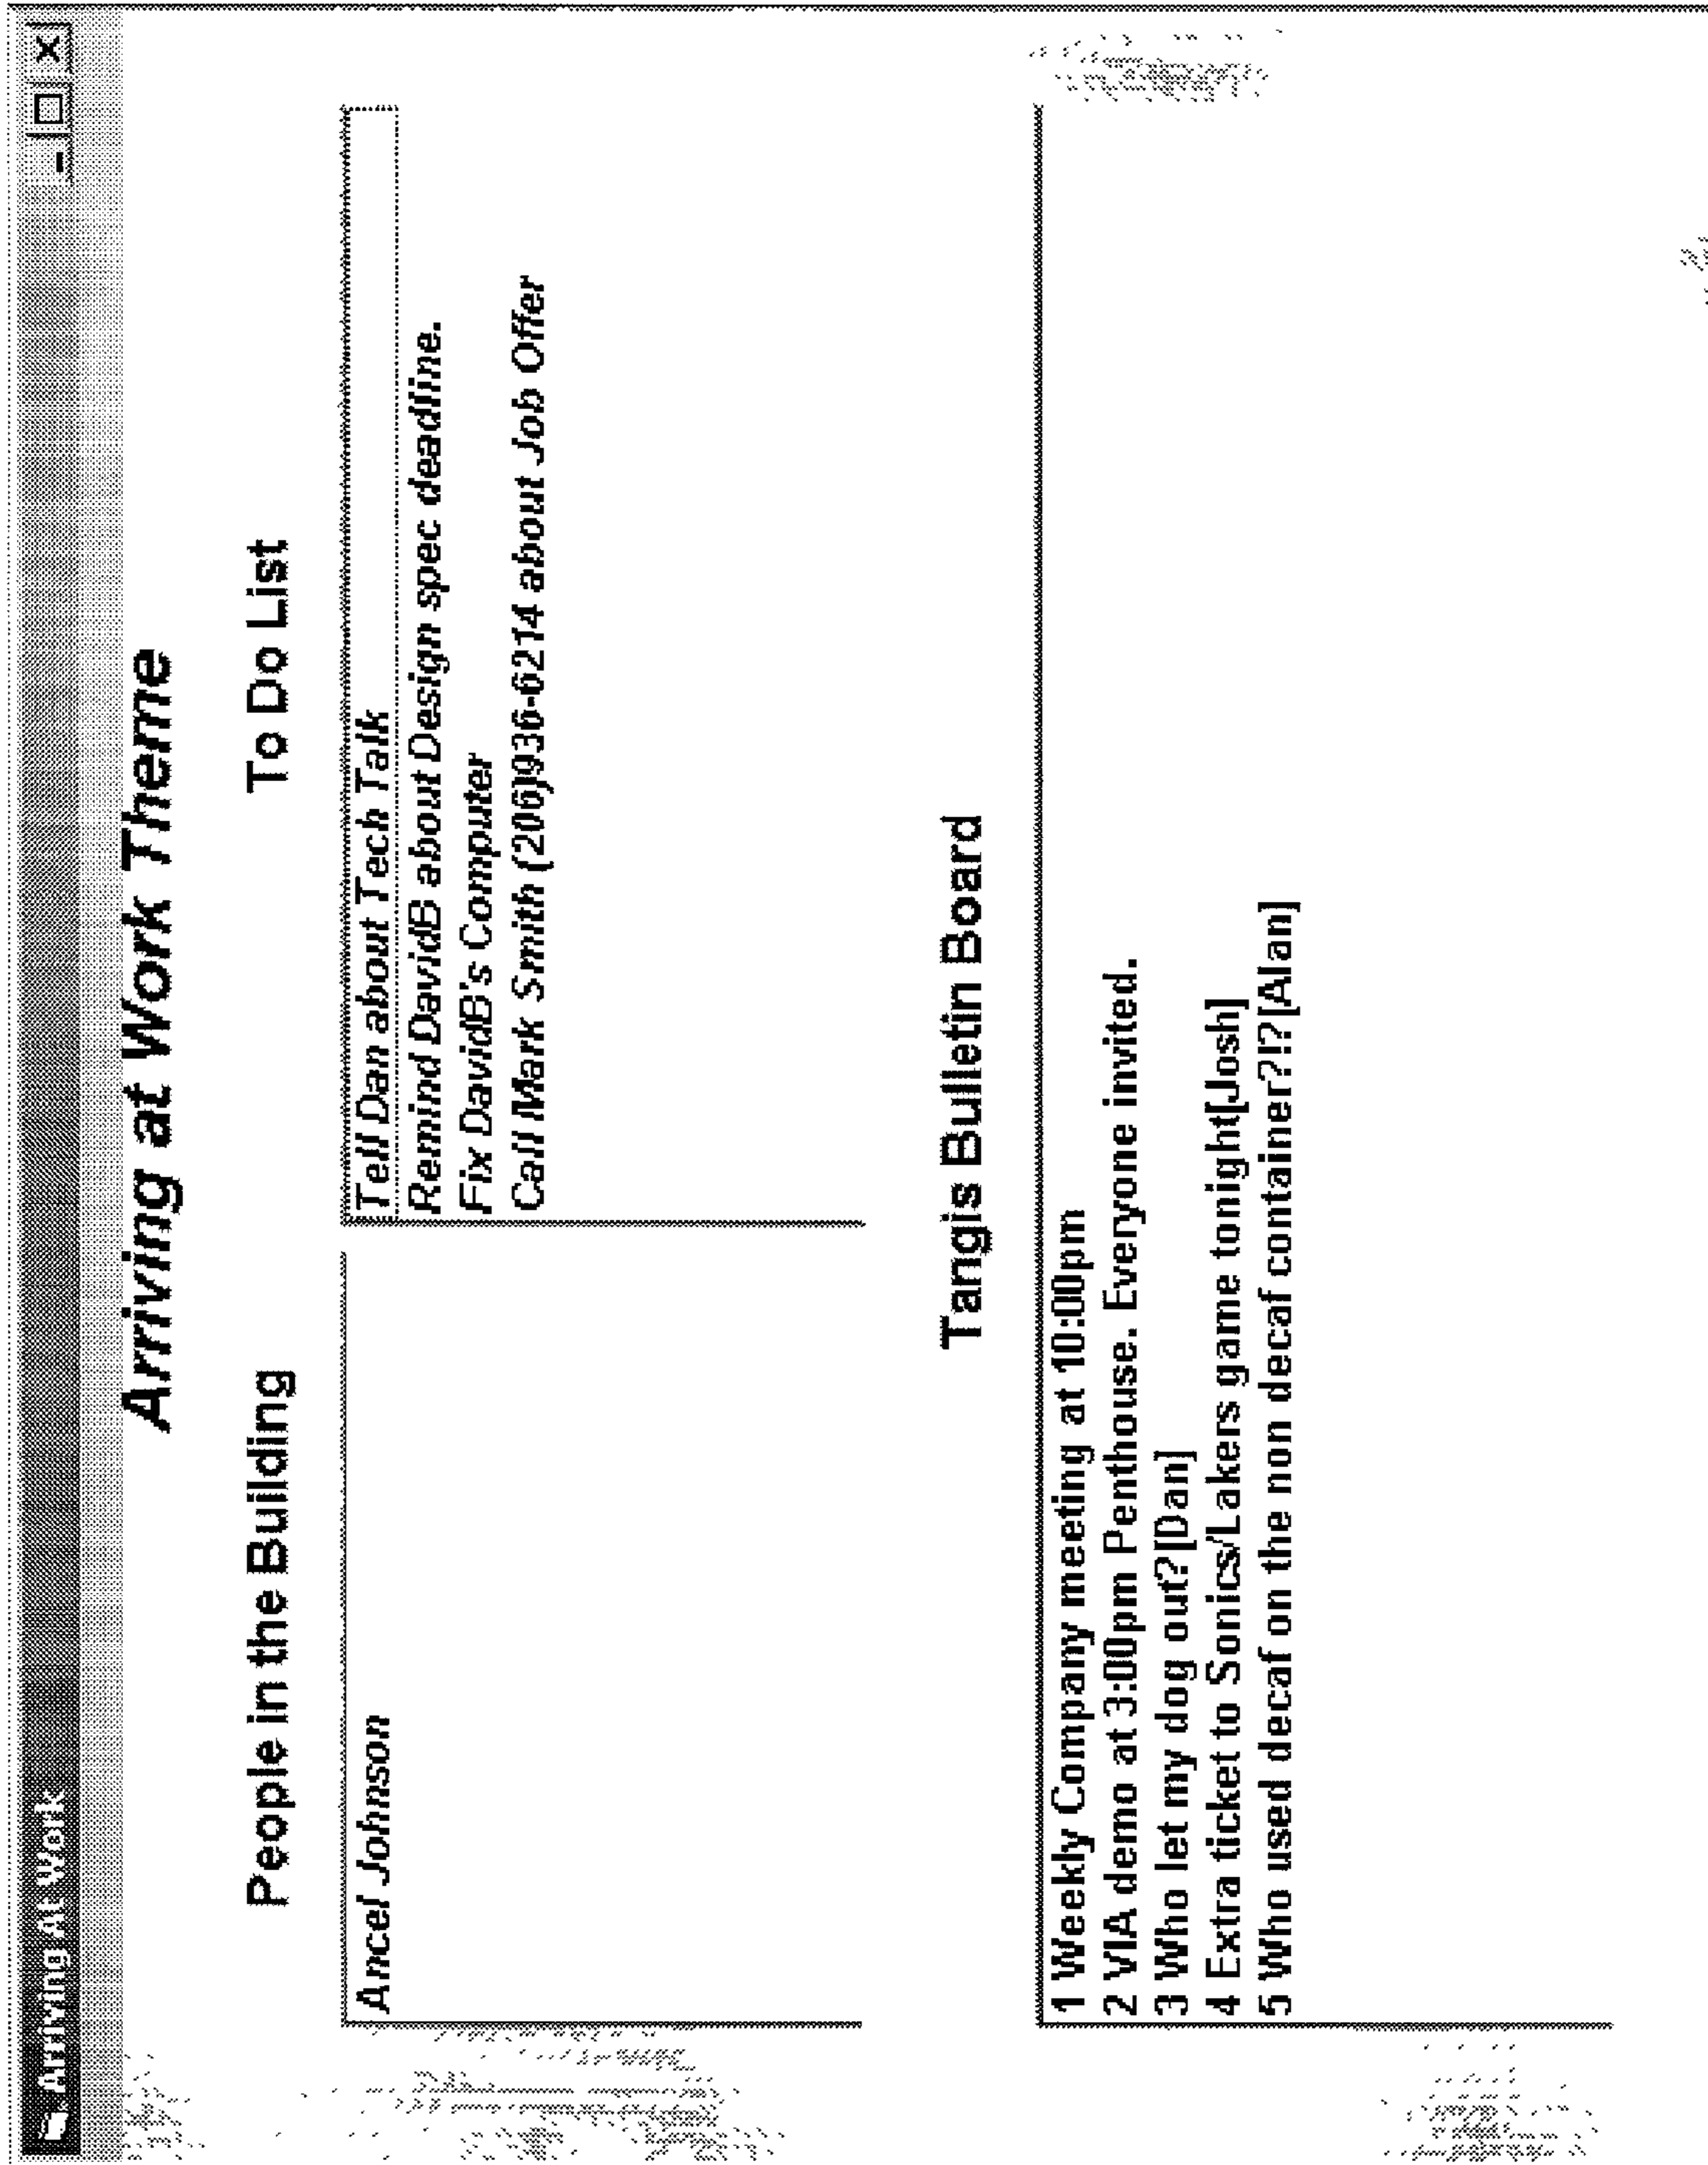 Arriving At Work
Arriving at Work Theme
People in the Building
Ancel Johnson
To Do List
Tell Dan about Tech Talk
Remind DavidB about Design spec deadline.
Fix DavidB's Computer
Call Mark Smith (206)936-6214 about Job Offer
Tangis Bulletin Board
1 Weekly Company meeting at 10:00pm
2 VIA demo at 3:00pm Penthouse. Everyone invited.
3 Who let my dog out?[Dan]
4 Extra ticket to Sonics/Lakers game tonight[Josh]
5 Who used decaf on the non decaf container?!?[Alan]